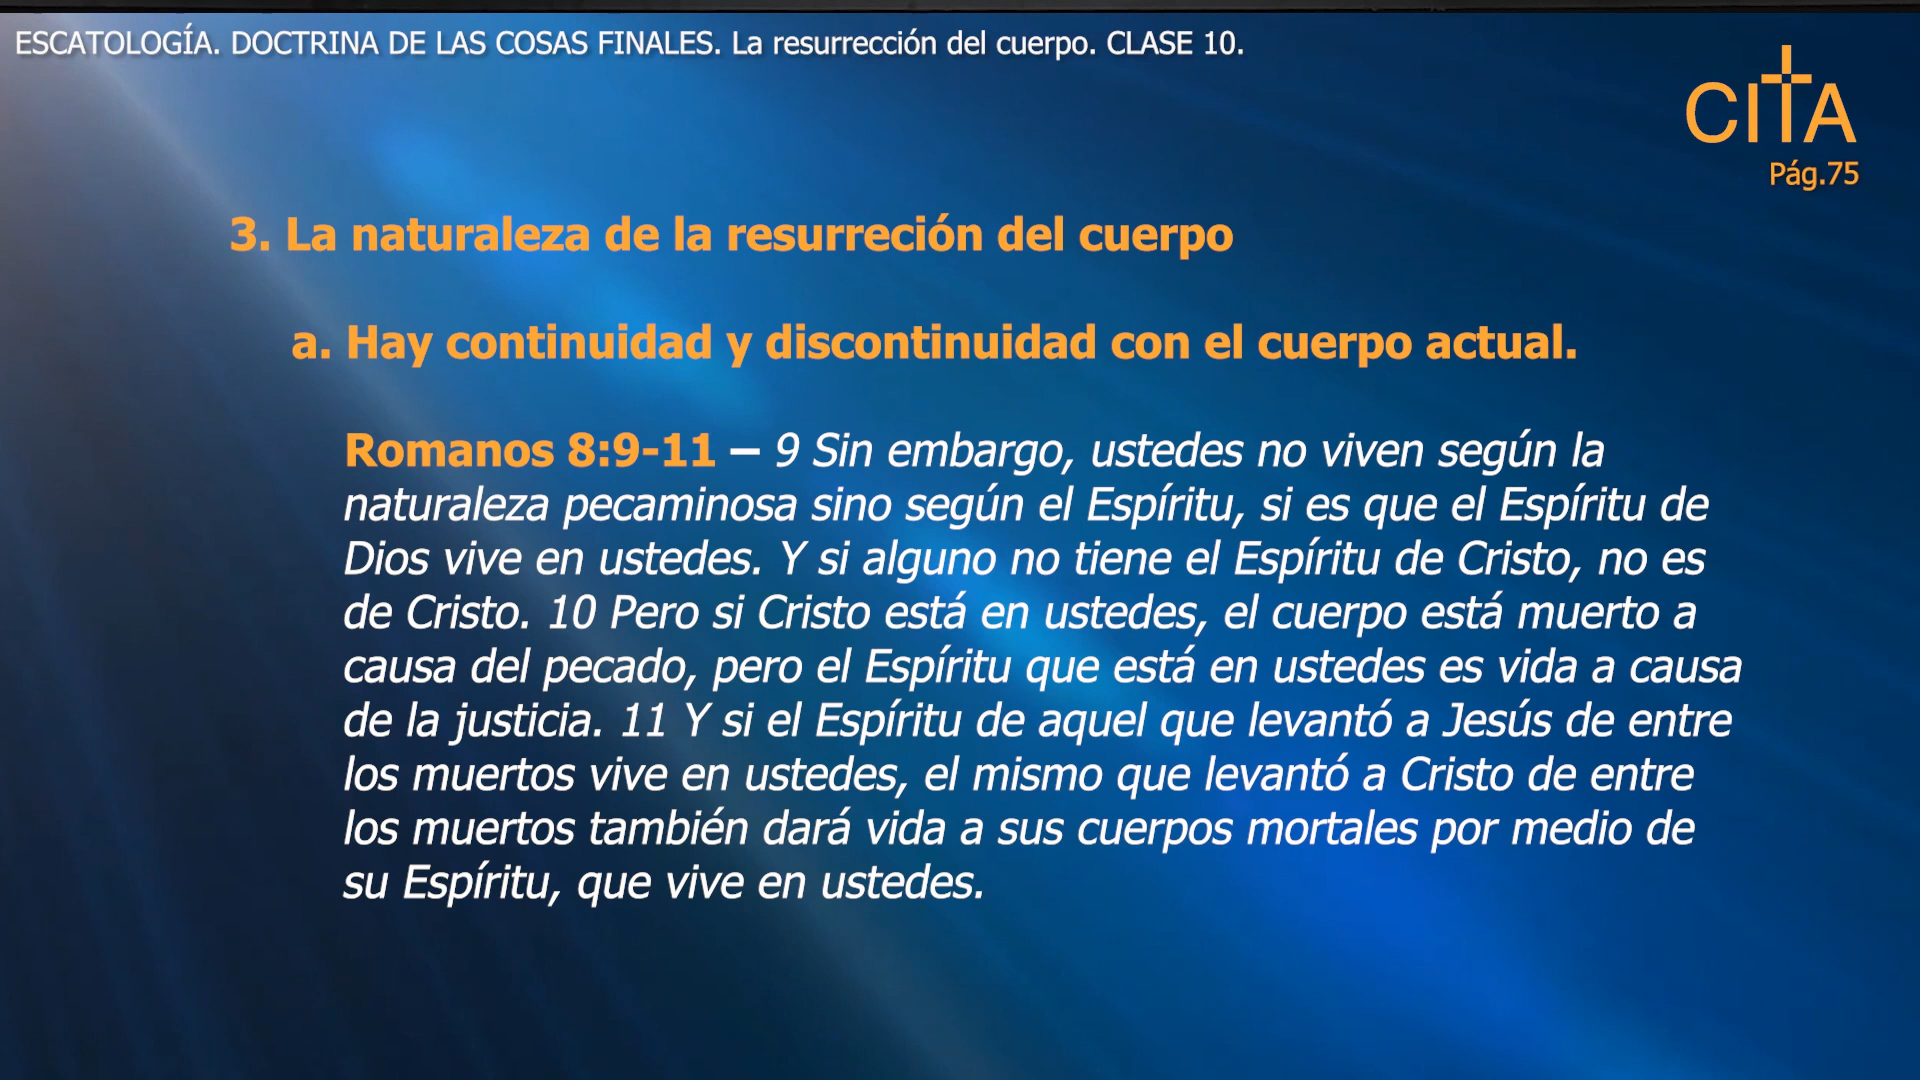 ESCATOLOGÍA. DOCTRINA DE LAS COSAS FINALES. La resurrección del cuerpo. CLASE 10.
CITA
Pág.75
3. La naturaleza de la resurreción del cuerpo
a. Hay continuidad y discontinuidad con el cuerpo actual.
Romanos 8:9-11 – 9 Sin embargo, ustedes no viven según la
naturaleza pecaminosa sino según el Espíritu, si es que el Espíritu de
Dios vive en ustedes. Y si alguno no tiene el Espíritu de Cristo, no es
de Cristo. 10 Pero si Cristo está en ustedes, el cuerpo está muerto a
causa del pecado, pero el Espíritu que está en ustedes es vida a causa
de la justicia. 11 Y si el Espíritu de aquel que levantó a Jesús de entre
los muertos vive en ustedes, el mismo que levantó a Cristo de entre
los muertos también dará vida a sus cuerpos mortales por medio de
su Espíritu, que vive en ustedes.